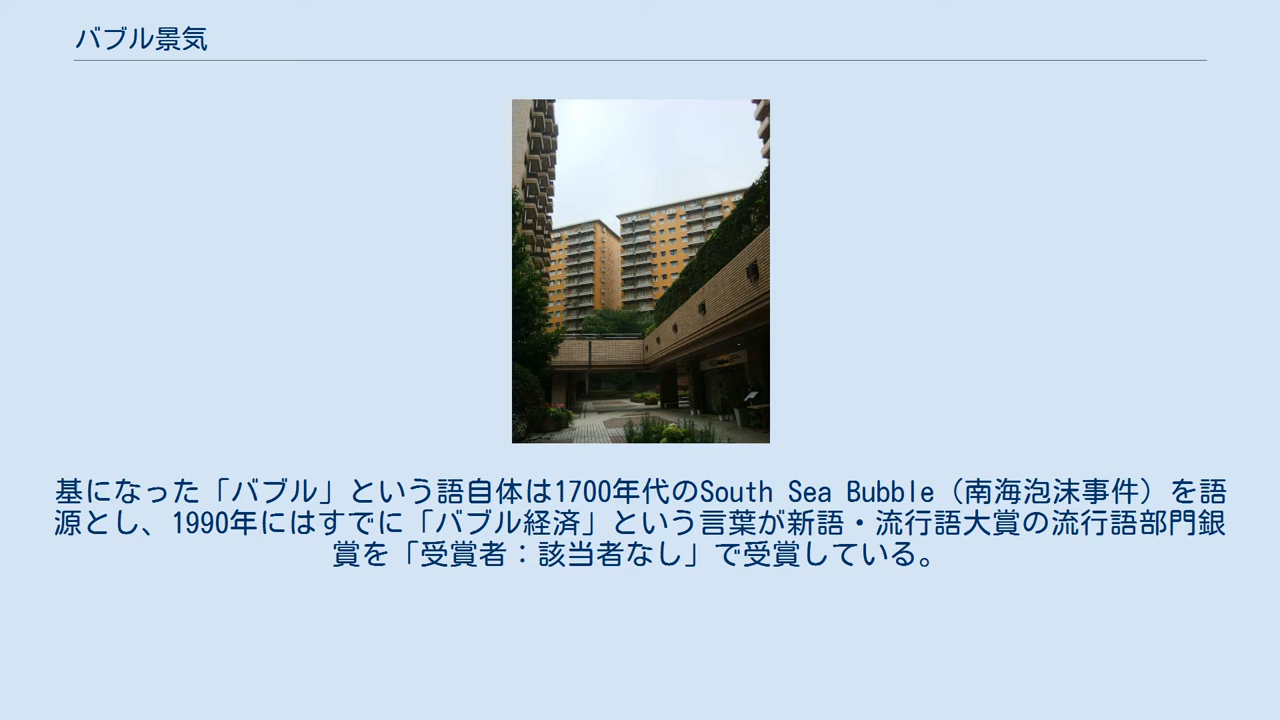 バブル景気
基になった「バブル」という語自体は1700年代のSouth Sea Bubble（南海泡沫事件）を語
源とし、1990年にはすでに「バブル経済」という言葉が新語・流行語大賞の流行語部門銀
賞を「受賞者：該当者なし」で受賞している。